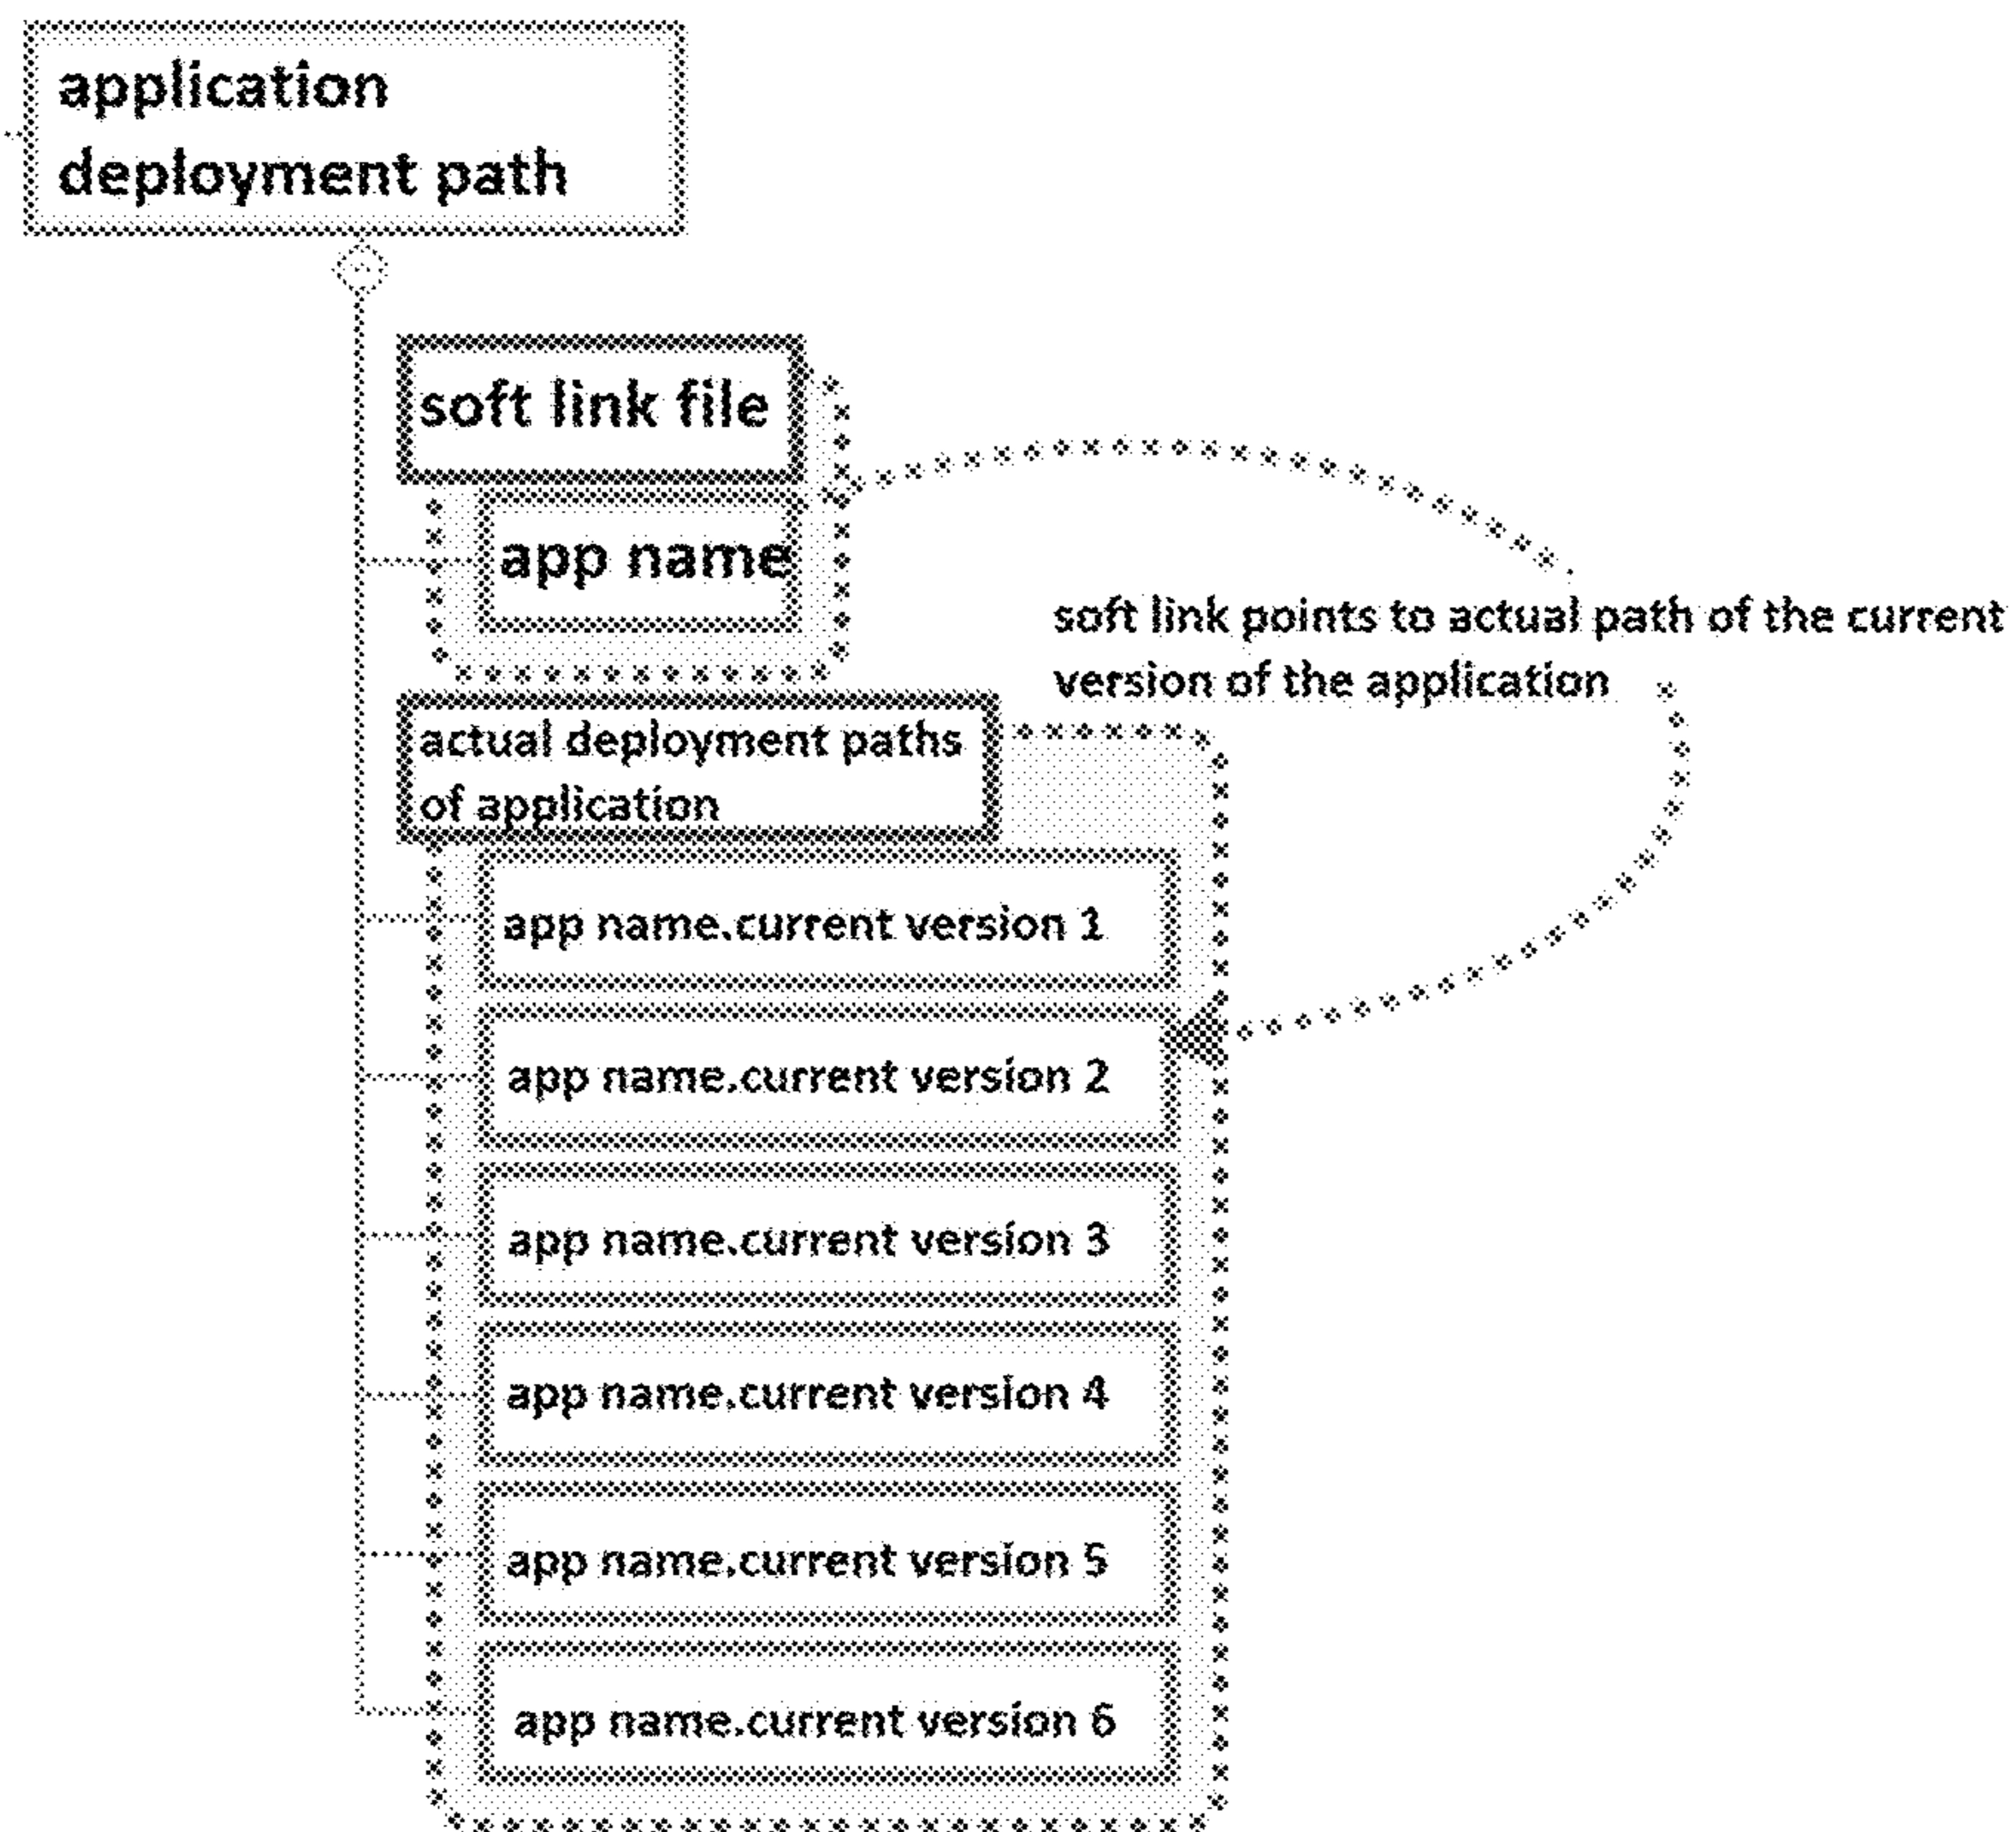 application
deployment path
soft link file
app name
soft link points to actual path of the current
version of the application
actual deployment paths
of application
app name.current version 1
app name.current version 2
app name.current version 3
app name.current version 4
app name.current version 5
app name.current version 6